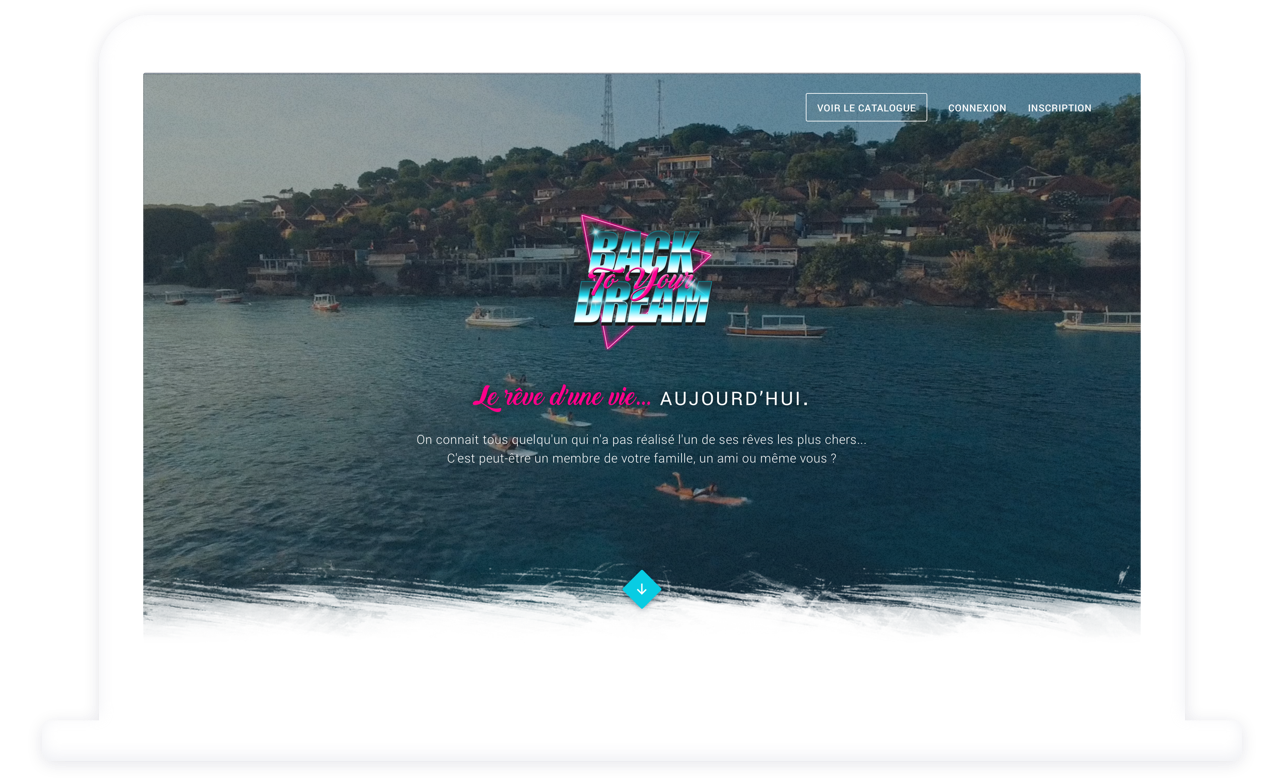 VOIR LE CATALOGUE CONNEXION INSCRIPTION
BACK
To Your
DREAM
Le rêve d'une vie... AUJOURD'HUI.
On connait tous quelqu'un qui n'a pas réalisé l'un de ses rêves les plus chers...
C'est peut-etre un membre de votre famille, un ami ou même vous ?